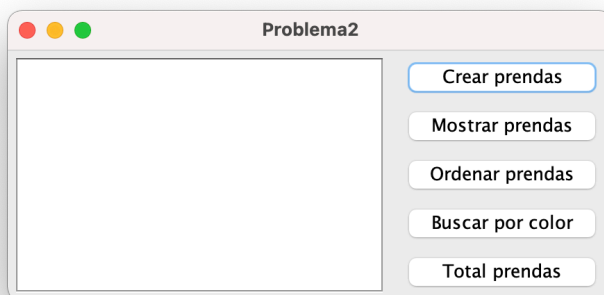 Problema2
Crear prendas
Mostrar prendas
Ordenar prendas
Buscar por color
Total prendas